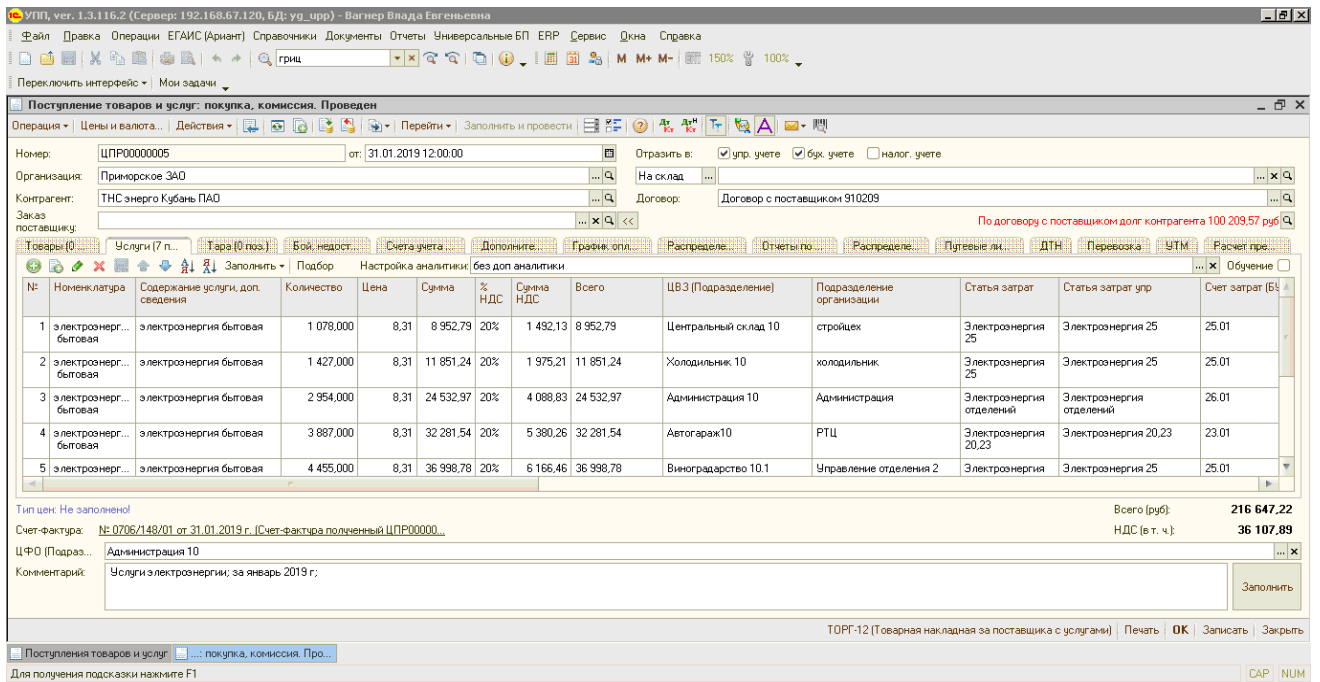 УПП, ver. 1.3.116.2 (Сервер: 192.168.67.120, БД: yg_upp) - Вагнер Влада Евгеньевна
Файл Правка Операции ЕГАИС (Ариант) Справочники Документы Отчеты Универсальные БП ERP Сервис Окна Справка
гриц M M+ M- 150% 100%
Переключить интерфейс Мои задачи
Поступление товаров и услуг: покупка, комиссия. Проведен
Операция Цены и валюта... Действия Перейти Заполнить и провести
Номер: ЦПР00000005 от: 31.01.2019 12:00:00 Отразить в: упр. учете бух. учете налог. учете
Организация: Приморское ЗАО На склад ...
Контрагент: ТНС энерго Кубань ПАО Договор: Договор с поставщиком 910209
Заказ поставщику: << По договору с поставщиком долг контрагента 100 209,57 руб
Товары (0 ... Услуги (7 п... Тара (0 поз.) Бой, недост... Счета учета ... Дополните... График опл... Распределе... Отчеты по ... Распределе... Путевые ли... ДТН Перевозка УТМ Расчет пре...
Заполнить Подбор Настройка аналитики: без доп аналитики Обучение
№ Номенклатура Содержание услуги, доп. сведения Количество Цена Сумма % НДС Сумма НДС Всего ЦВЗ (Подразделение) Подразделение организации Статья затрат Статья затрат упр Счет затрат (БУ
1 электроэнерг... бытовая электроэнергия бытовая 1 078,000 8,31 8 952,79 20% 1 492,13 8 952,79 Центральный склад 10 стройцех Электроэнергия 25 Электроэнергия 25 25.01
2 электроэнерг... бытовая электроэнергия бытовая 1 427,000 8,31 11 851,24 20% 1 975,21 11 851,24 Холодильник 10 холодильник Электроэнергия 25 Электроэнергия 25 25.01
3 электроэнерг... бытовая электроэнергия бытовая 2 954,000 8,31 24 532,97 20% 4 088,83 24 532,97 Администрация 10 Администрация Электроэнергия отделений Электроэнергия отделений 26.01
4 электроэнерг... бытовая электроэнергия бытовая 3 887,000 8,31 32 281,54 20% 5 380,26 32 281,54 Автогараж10 РТЦ Электроэнергия 20,23 Электроэнергия 20,23 23.01
5 электроэнерг... электроэнергия бытовая 4 455,000 8,31 36 998,78 20% 6 166,46 36 998,78 Виноградарство 10.1 Управление отделения 2 Электроэнергия Электроэнергия 25 25.01
Тип цен: Не заполнено! Всего (руб): 216 647,22
Счет-фактура: № 0706/148/01 от 31.01.2019 г. (Счет-фактура полученный ЦПР00000... НДС (в т. ч.): 36 107,89
ЦФО (Подраз... Администрация 10
Комментарий: Услуги электроэнергии; за январь 2019 г;
Заполнить
ТОРГ-12 (Товарная накладная за поставщика с услугами) Печать OK Записать Закрыть
Поступления товаров и услуг ...: покупка, комиссия. Про...
Для получения подсказки нажмите F1 CAP NUM